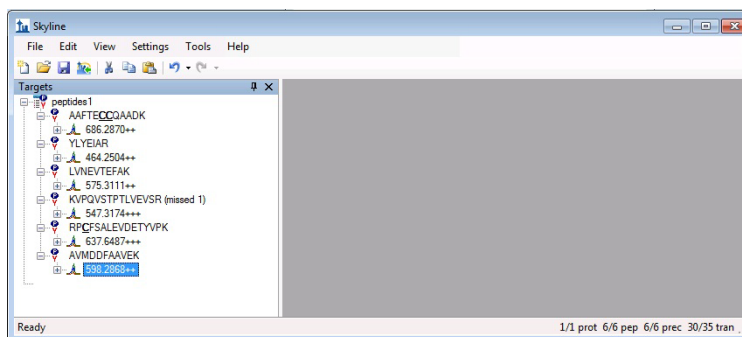 Skyline
File Edit View Settings Tools Help
Targets
peptides1
AAFTECCQAADK
686.2870++
YLYEIAR
464.2504++
LVNEVTEFAK
575.3111++
KVPQVSTPTLVEVSR (missed 1)
547.3174+++
RPCFSALEVDETYVPK
637.6487+++
AVMDDFAAVEK
598.2868++
Ready 1/1 prot 6/6 pep 6/6 prec 30/35 tran